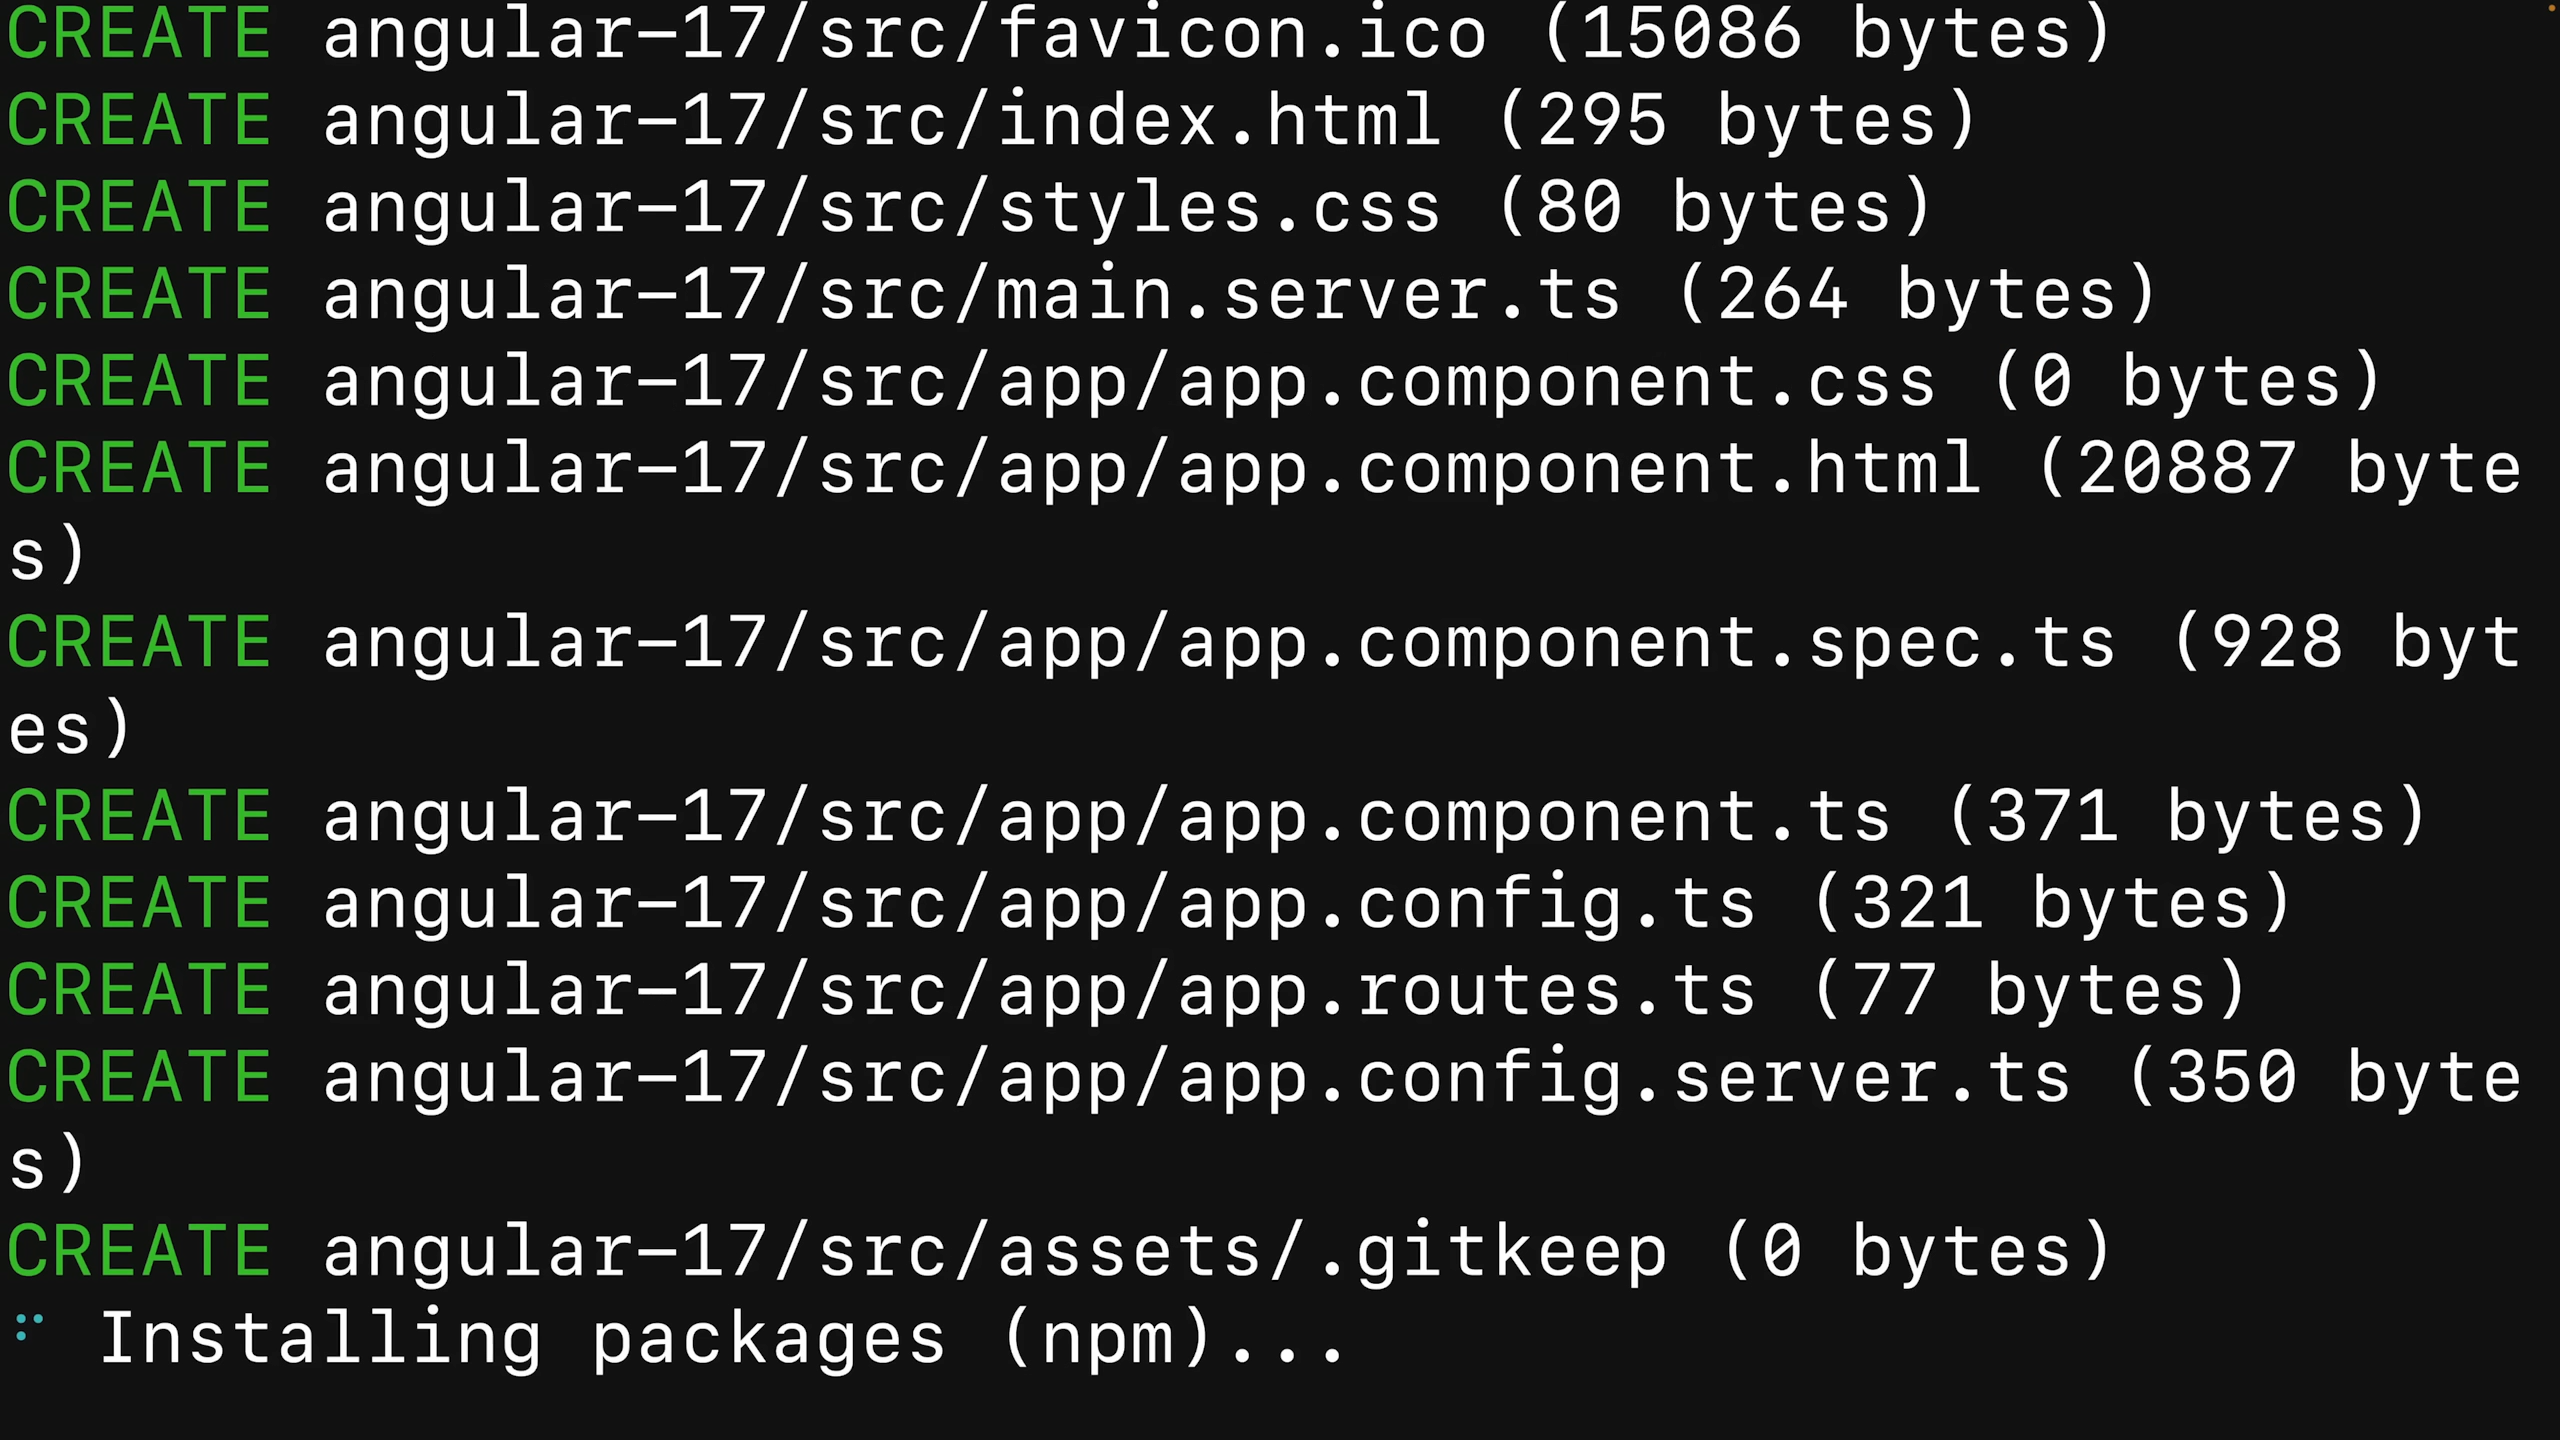 CREATE angular-17/src/favicon.ico (15086 bytes)
CREATE angular-17/src/index.html (295 bytes)
CREATE angular-17/src/styles.css (80 bytes)
CREATE angular-17/src/main.server.ts (264 bytes)
CREATE angular-17/src/app/app.component.css (0 bytes)
CREATE angular-17/src/app/app.component.html (20887 byte
s)
CREATE angular-17/src/app/app.component.spec.ts (928 byt
es)
CREATE angular-17/src/app/app.component.ts (371 bytes)
CREATE angular-17/src/app/app.config.ts (321 bytes)
CREATE angular-17/src/app/app.routes.ts (77 bytes)
CREATE angular-17/src/app/app.config.server.ts (350 byte
s)
CREATE angular-17/src/assets/.gitkeep (0 bytes)
⠋ Installing packages (npm)...